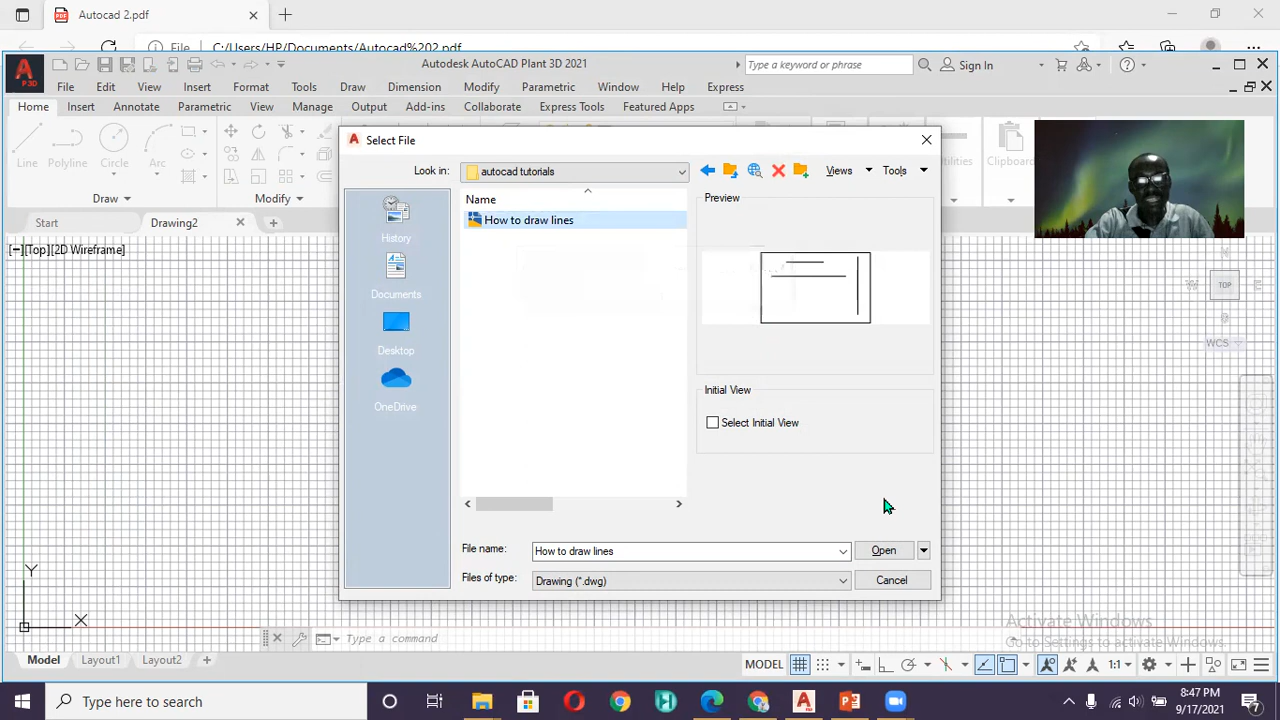 Autocad 2.pdf
File C:/Users/HP/Documents/Autocad%202.pdf
Autodesk AutoCAD Plant 3D 2021
Type a keyword or phrase
Sign In
File Edit View Insert Format Tools Draw Dimension Modify Parametric Window Help Express
Home Insert Annotate Parametric View Manage Output Add-ins Collaborate Express Tools Featured Apps
Line Polyline Circle Arc
Utilities Clipboard
Draw Modify
Start Drawing2
[−][Top][2D Wireframe]
Select File
Look in: autocad tutorials
Views Tools
Name
How to draw lines
Preview
History
Documents
Desktop
OneDrive
Initial View
Select Initial View
File name: How to draw lines
Open
Files of type: Drawing (*.dwg)
Cancel
N
W TOP
S
WCS
Y
X
Type a command
Activate Windows
Go to Settings to activate Windows.
Model Layout1 Layout2
MODEL 1:1
Type here to search
8:47 PM
9/17/2021
7